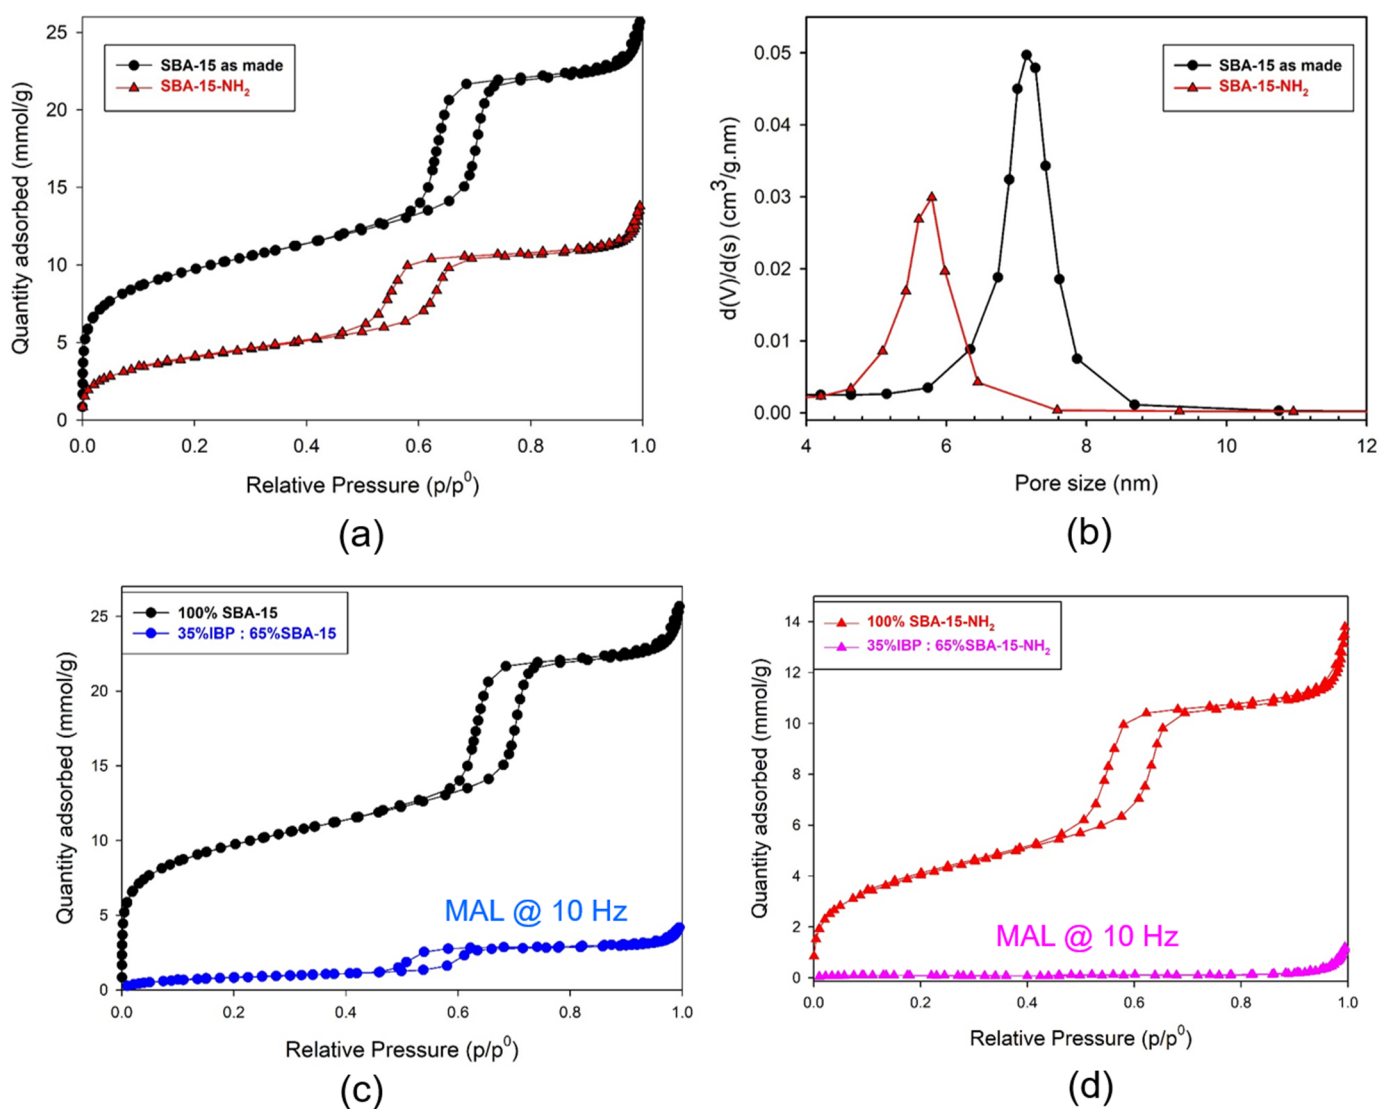 SBA-15 as made
SBA-15-NH₂
Quantity adsorbed (mmol/g)
25
20
15
10
5
0
0.0 0.2 0.4 0.6 0.8 1.0
Relative Pressure (p/p⁰)
(a)
SBA-15 as made
SBA-15-NH₂
d(V)/d(s) (cm³/g.nm)
0.05
0.04
0.03
0.02
0.01
0.00
4 6 8 10 12
Pore size (nm)
(b)
100% SBA-15
35%IBP : 65%SBA-15
Quantity adsorbed (mmol/g)
25
20
15
10
5
0
MAL @ 10 Hz
0.0 0.2 0.4 0.6 0.8 1.0
Relative Pressure (p/p⁰)
(c)
100% SBA-15-NH₂
35%IBP : 65%SBA-15-NH₂
Quantity adsorbed (mmol/g)
14
12
10
8
6
4
2
0
MAL @ 10 Hz
0.0 0.2 0.4 0.6 0.8 1.0
Relative Pressure (p/p⁰)
(d)